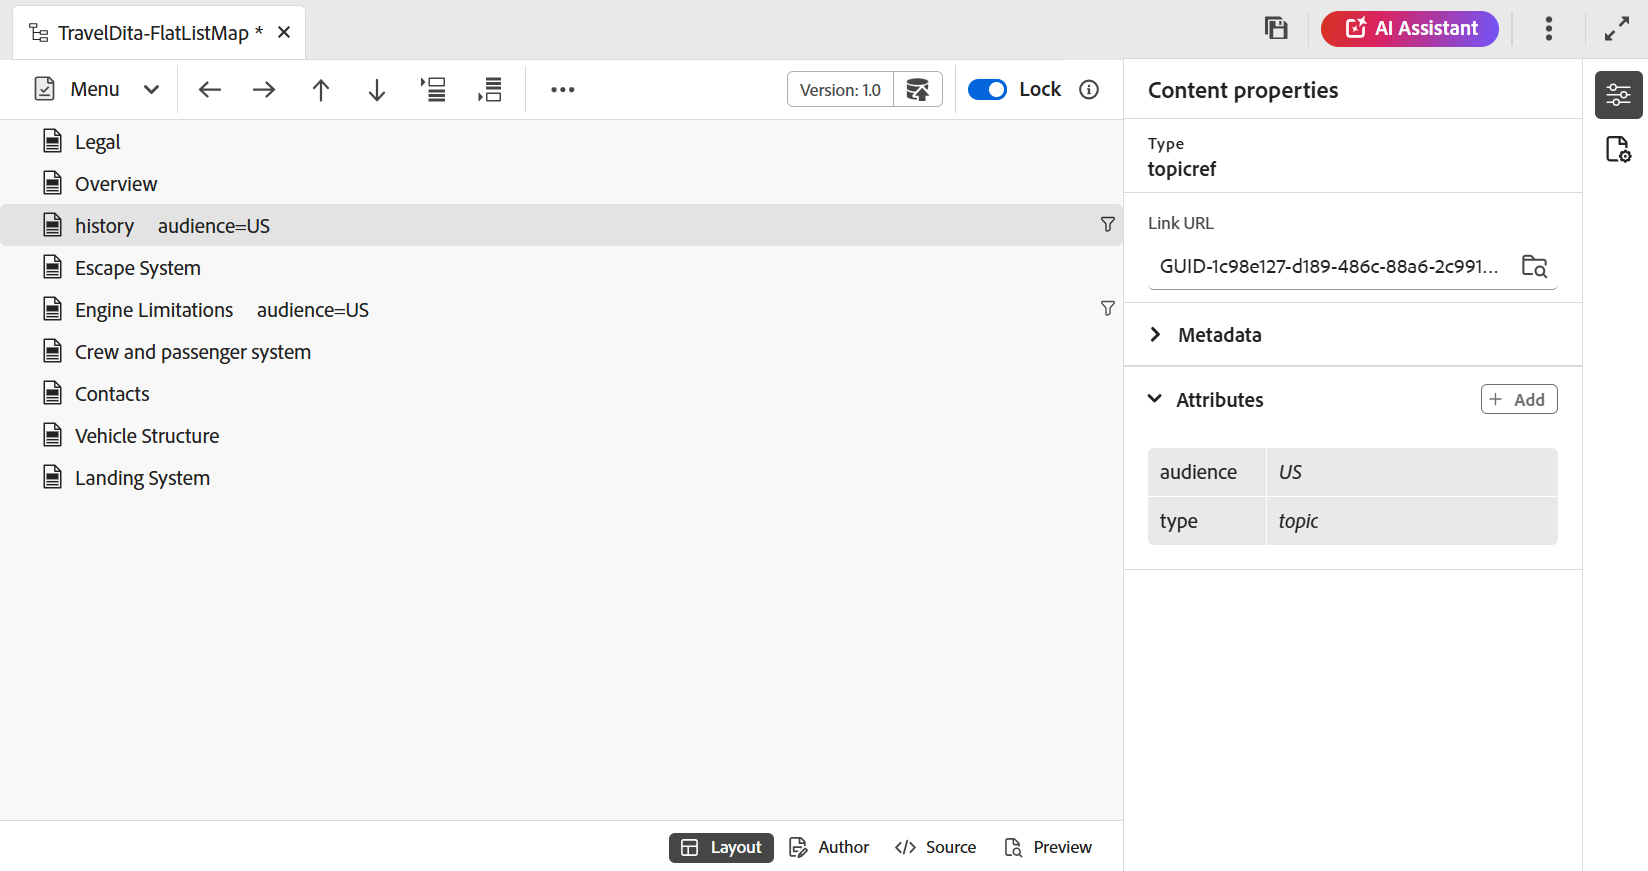 TravelDita-FlatListMap *
AI Assistant
Menu
Version: 1.0
Lock
Legal
Overview
history audience=US
Escape System
Engine Limitations audience=US
Crew and passenger system
Contacts
Vehicle Structure
Landing System
Content properties
Type
topicref
Link URL
GUID-1c98e127-d189-486c-88a6-2c991...
Metadata
Attributes
+ Add
audience US
type topic
Layout
Author
</> Source
Preview